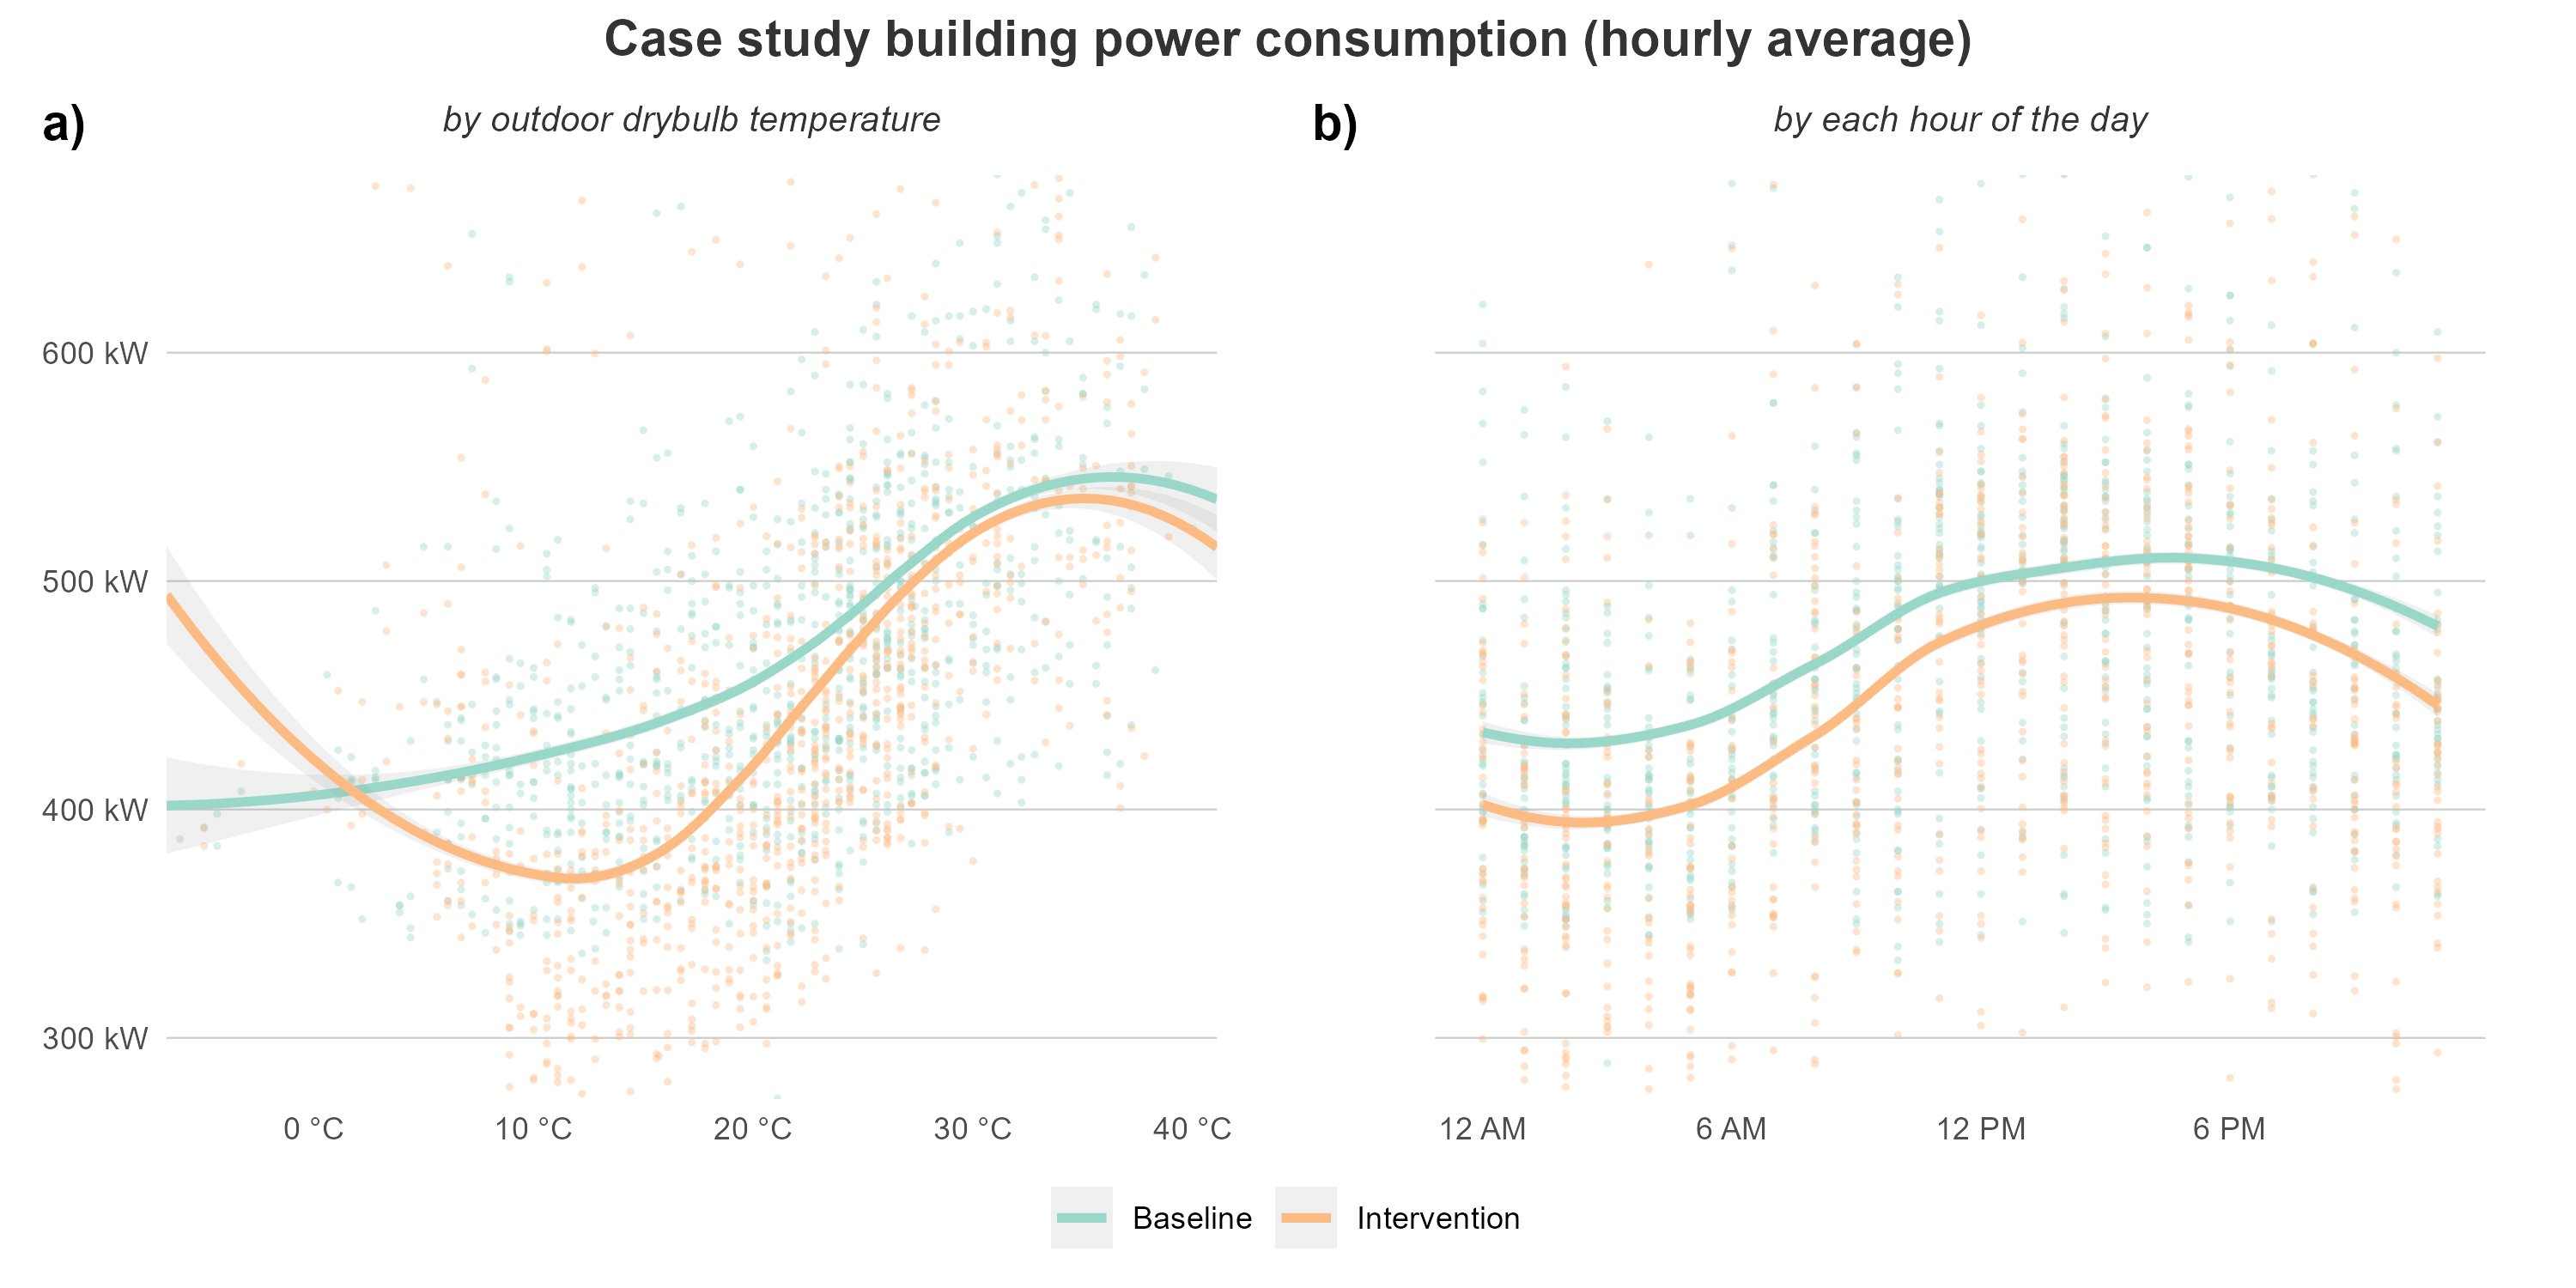 Case study building power consumption (hourly average)
a)
by outdoor drybulb temperature
600 kW
500 kW
400 kW
300 kW
0 °C
10 °C
20 °C
30 °C
40 °C
b)
by each hour of the day
12 AM
6 AM
12 PM
6 PM
Baseline
Intervention